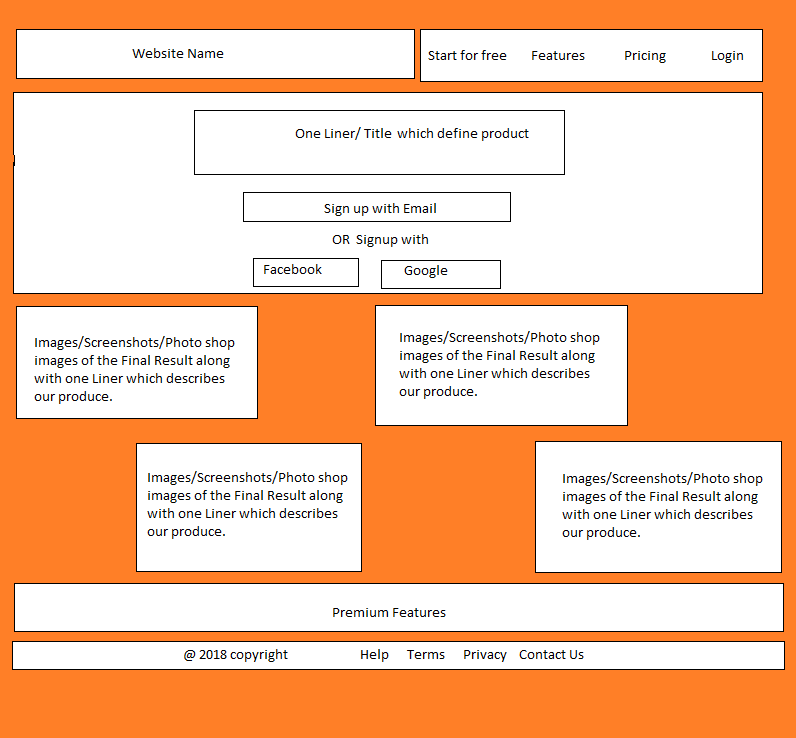 Website Name
Start for free Features Pricing Login
One Liner/ Title which define product
Sign up with Email
OR Signup with
Facebook
Google
Images/Screenshots/Photo shop
images of the Final Result along
with one Liner which describes
our produce.
Images/Screenshots/Photo shop
images of the Final Result along
with one Liner which describes
our produce.
Images/Screenshots/Photo shop
images of the Final Result along
with one Liner which describes
our produce.
Images/Screenshots/Photo shop
images of the Final Result along
with one Liner which describes
our produce.
Premium Features
@ 2018 copyright Help Terms Privacy Contact Us